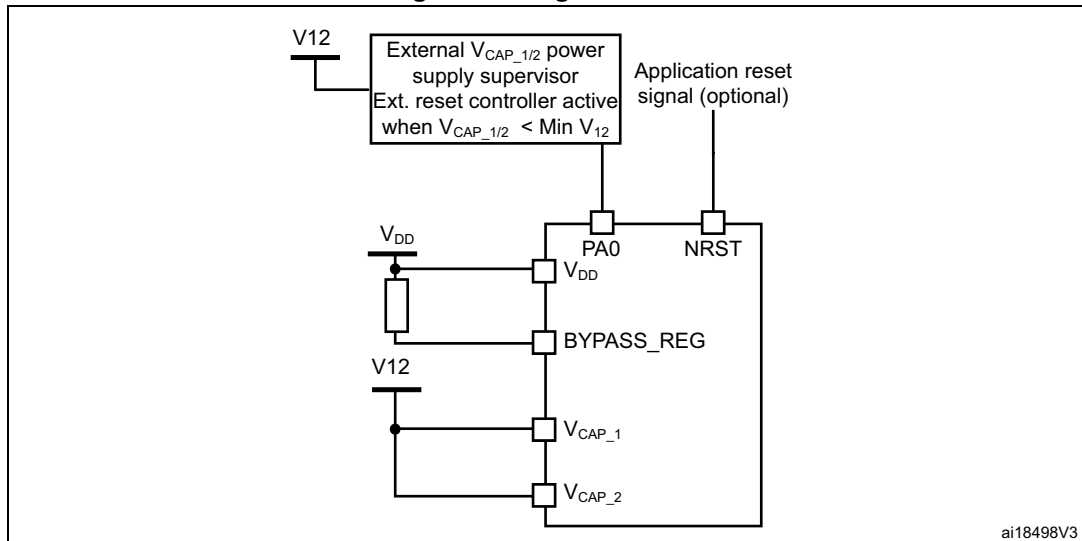 V12
External VCAP_1/2 power
supply supervisor
Ext. reset controller active
when VCAP_1/2 < Min V12
Application reset
signal (optional)
PA0
NRST
VDD
VDD
BYPASS_REG
V12
VCAP_1
VCAP_2
ai18498V3